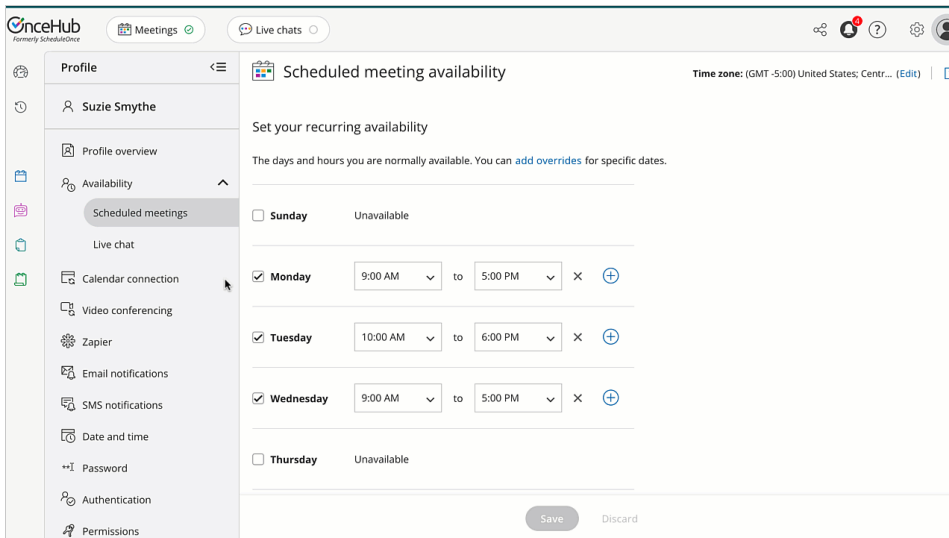 OnceHub
Formerly ScheduleOnce
Meetings
Live chats
4
?
Profile
Suzie Smythe
Profile overview
Availability
Scheduled meetings
Live chat
Calendar connection
Video conferencing
Zapier
Email notifications
SMS notifications
Date and time
Password
Authentication
Permissions
Scheduled meeting availability
Time zone: (GMT -5:00) United States; Centr... (Edit)
Set your recurring availability
The days and hours you are normally available. You can add overrides for specific dates.
Sunday Unavailable
Monday 9:00 AM to 5:00 PM
Tuesday 10:00 AM to 6:00 PM
Wednesday 9:00 AM to 5:00 PM
Thursday Unavailable
Save Discard